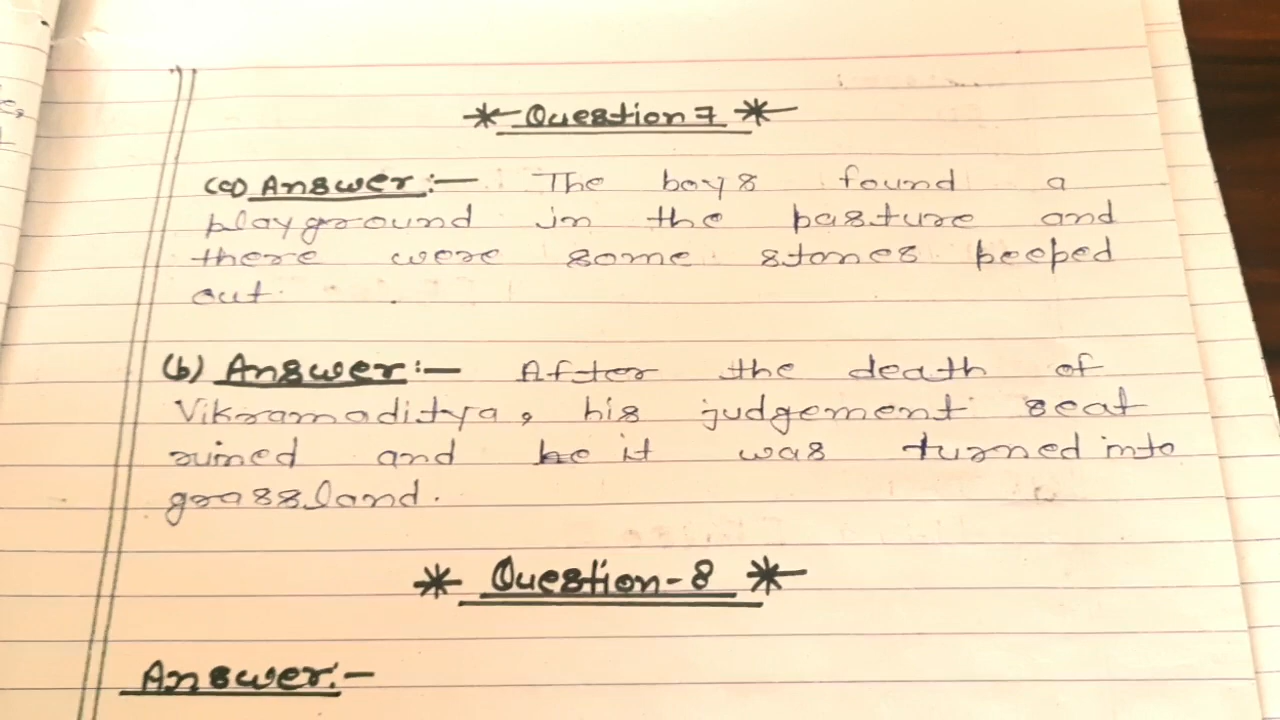 * Question 7 *
(a) Answer:— The boys found a
playground in the pasture and
there were some stones peeped
out.
(b) Answer:— After the death of
Vikramaditya, his judgement seat
ruined and it was turned into
grassland.
* Question-8 *
Answer:—